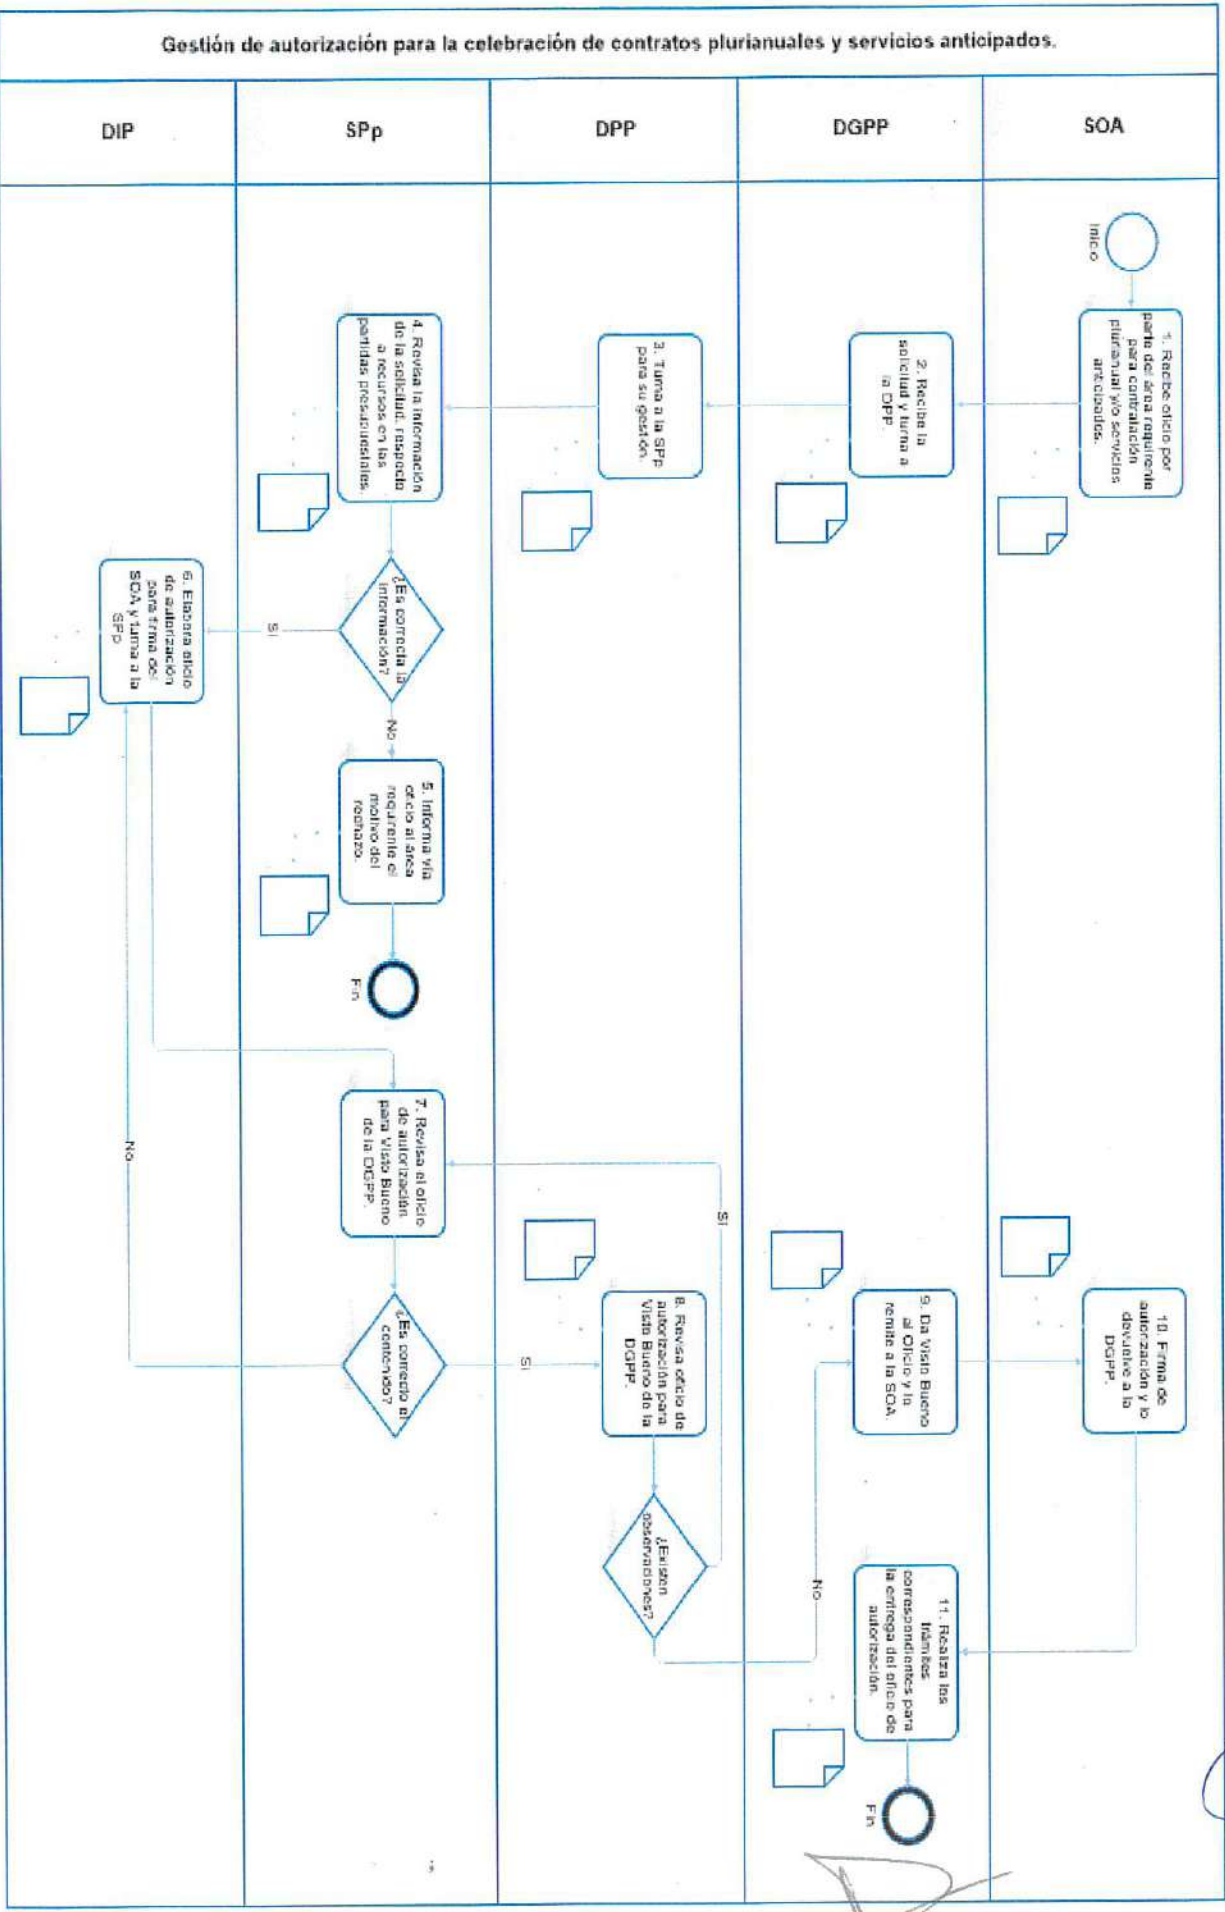 Gestión de autorización para la celebración de contratos plurianuales y servicios anticipados.
SOA
DGPP
DPP
SPp
DIP
Inicio
1. Recibe oficio por
parte del área requirente
para contratación
plurianual y/o servicios
anticipados.
2. Recibe la
solicitud y turna a
la DPP.
3. Turna a la SPp
para su gestión.
4. Revisa la información
de la solicitud, respecto
a recursos en las
partidas presupuestales.
¿Es correcta la
información?
Si
No
5. Informa vía
oficio al área
requirente el
motivo del
rechazo.
Fin
6. Elabora oficio
de autorización
para firma del
SOA y turna a la
SPp
7. Revisa el oficio
de autorización
para Visto Bueno
de la DGPP.
¿Es correcto el
contenido?
No
Si
8. Revisa oficio de
autorización para
Visto Bueno de la
DGPP.
¿Existen
observaciones?
Si
No
9. Da Visto Bueno
al Oficio y lo
remite a la SOA.
10. Firma de
autorización y lo
devuelve a la
DGPP.
11. Realiza los
trámites
correspondientes para
la entrega del oficio de
autorización.
Fin